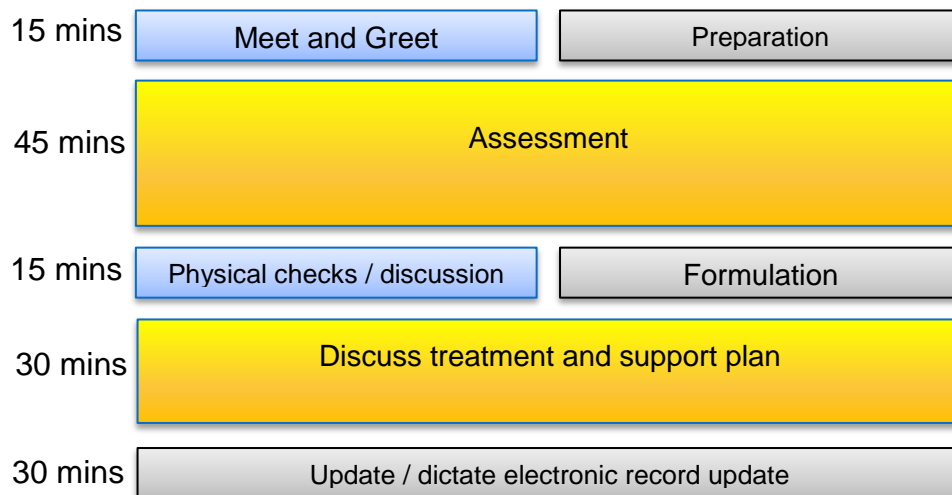 15 mins Meet and Greet Preparation
45 mins Assessment
15 mins Physical checks / discussion Formulation
30 mins Discuss treatment and support plan
30 mins Update / dictate electronic record update